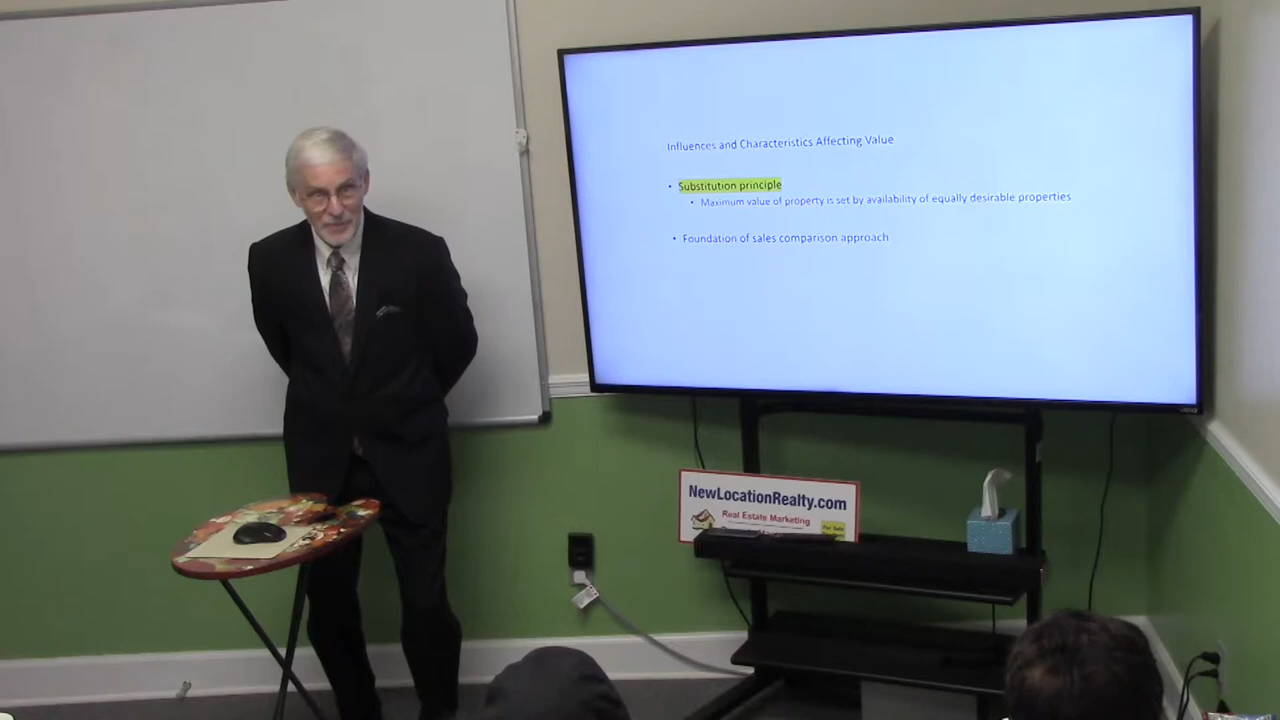 Influences and Characteristics Affecting Value
• Substitution principle
• Maximum value of property is set by availability of equally desirable properties
• Foundation of sales comparison approach
NewLocationRealty.com
Real Estate Marketing
For Sale
VIZIO